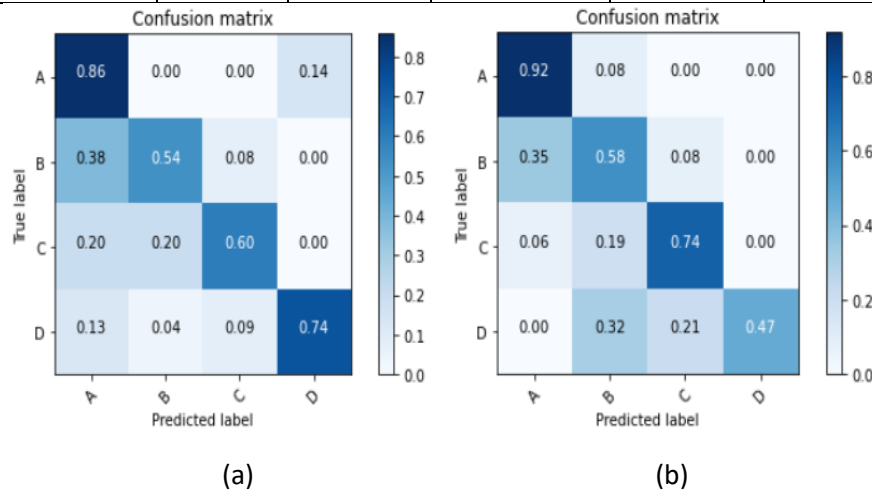 Confusion matrix
A 0.86 0.00 0.00 0.14
B 0.38 0.54 0.08 0.00
C 0.20 0.20 0.60 0.00
D 0.13 0.04 0.09 0.74
A B C D
True label
Predicted label
0.8
0.7
0.6
0.5
0.4
0.3
0.2
0.1
0.0
(a)
Confusion matrix
A 0.92 0.08 0.00 0.00
B 0.35 0.58 0.08 0.00
C 0.06 0.19 0.74 0.00
D 0.00 0.32 0.21 0.47
A B C D
True label
Predicted label
0.8
0.6
0.4
0.2
0.0
(b)